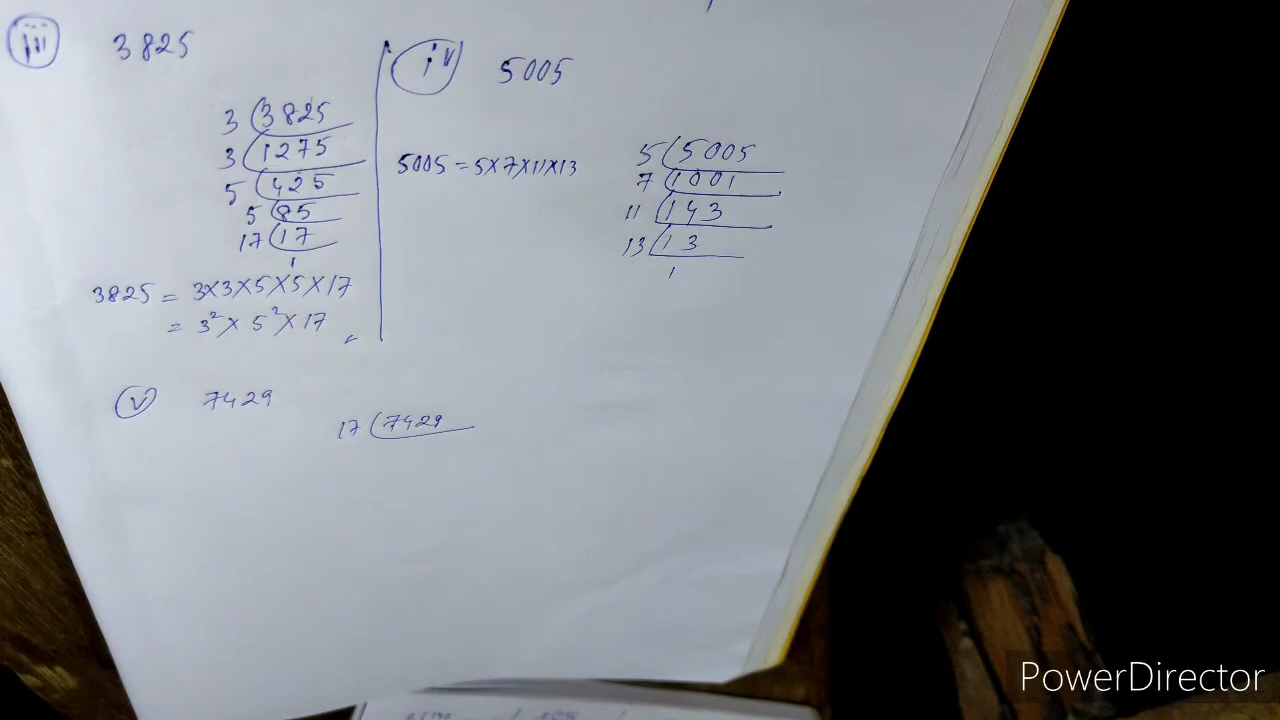 iii 3825
3 3825
3 1275
5 425
5 85
17 17
1
3825 = 3×3×5×5×17
= 3² × 5² × 17
iv 5005
5005 = 5×7×11×13
5 5005
7 1001
11 143
13 13
1
v 7429
17 7429
PowerDirector